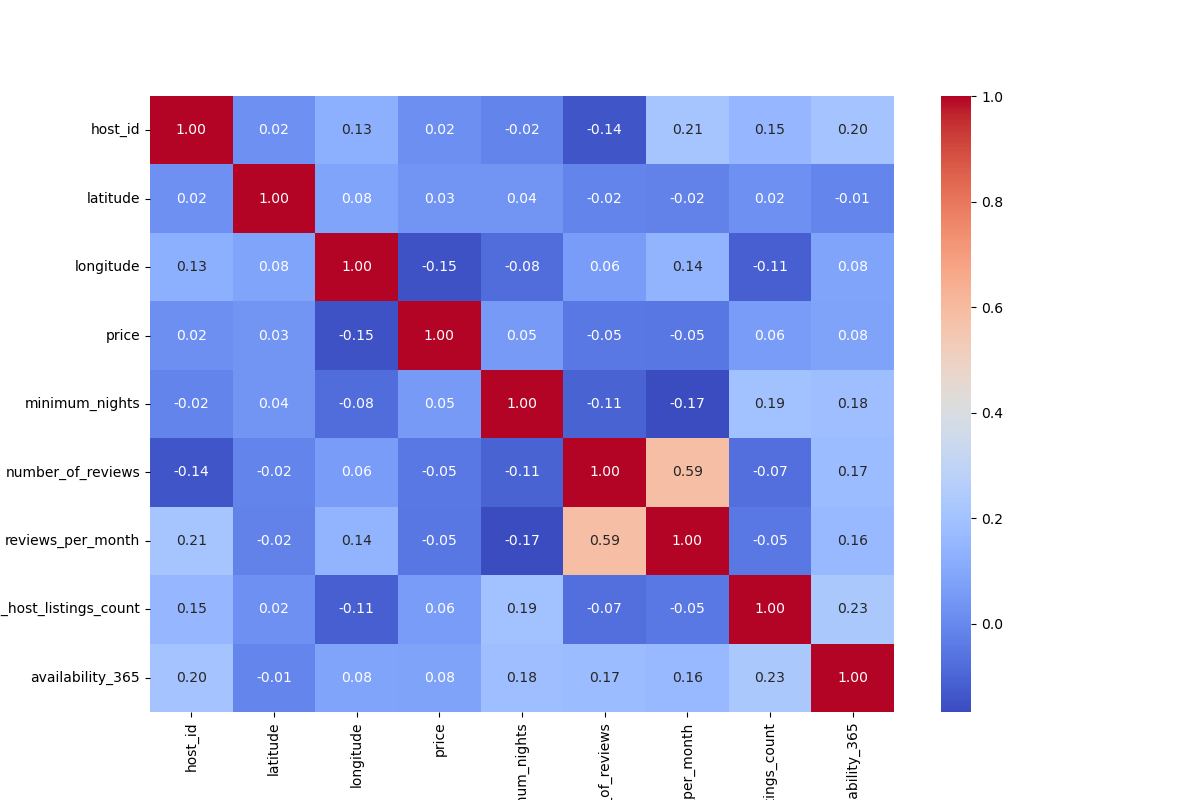 host_id 1.00 0.02 0.13 0.02 -0.02 -0.14 0.21 0.15 0.20
latitude 0.02 1.00 0.08 0.03 0.04 -0.02 -0.02 0.02 -0.01
longitude 0.13 0.08 1.00 -0.15 -0.08 0.06 0.14 -0.11 0.08
price 0.02 0.03 -0.15 1.00 0.05 -0.05 -0.05 0.06 0.08
minimum_nights -0.02 0.04 -0.08 0.05 1.00 -0.11 -0.17 0.19 0.18
number_of_reviews -0.14 -0.02 0.06 -0.05 -0.11 1.00 0.59 -0.07 0.17
reviews_per_month 0.21 -0.02 0.14 -0.05 -0.17 0.59 1.00 -0.05 0.16
_host_listings_count 0.15 0.02 -0.11 0.06 0.19 -0.07 -0.05 1.00 0.23
availability_365 0.20 -0.01 0.08 0.08 0.18 0.17 0.16 0.23 1.00
host_id
latitude
longitude
price
num_nights
_of_reviews
per_month
tings_count
ability_365
1.0
0.8
0.6
0.4
0.2
0.0